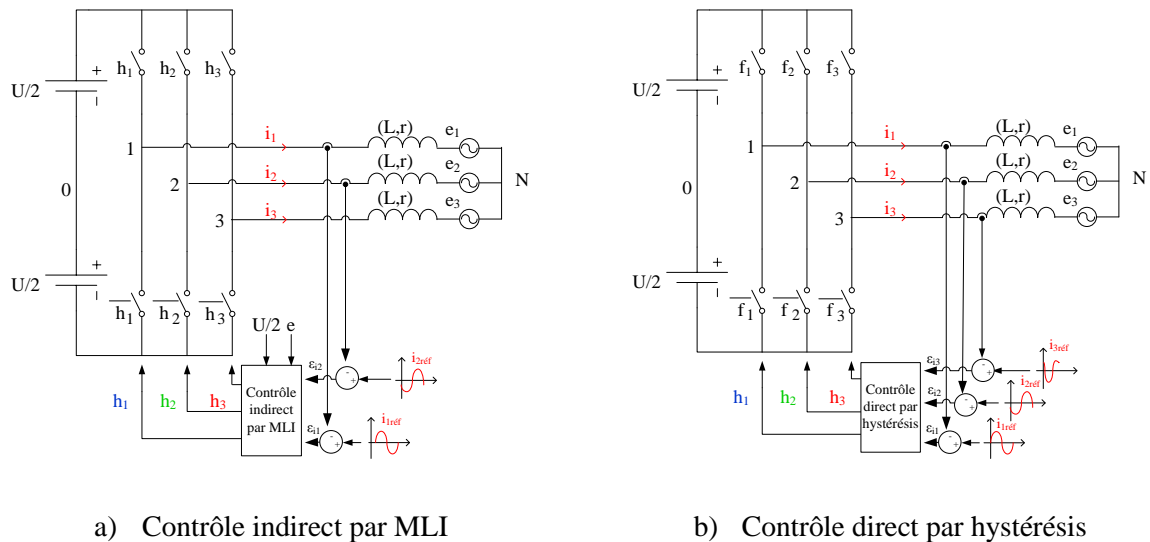 h1 h2 h3
+
U/2
−
i1 (L,r) e1
1
i2 (L,r) e2
0 2 N
i3 (L,r) e3
3
+
U/2
−
h1 h2 h3
U/2 e
Contrôle
indirect
par MLI
εi2 - + i2réf
h1 h2 h3
εi1 - + i1réf
a) Contrôle indirect par MLI
f1 f2 f3
+
U/2
−
i1 (L,r) e1
1
i2 (L,r) e2
0 2 N
i3 (L,r) e3
3
+
U/2
−
f1 f2 f3
Contrôle
direct par
hystérésis
εi3 - + i3réf
h1 h2 h3
εi2 - + i2réf
εi1 - + i1réf
b) Contrôle direct par hystérésis